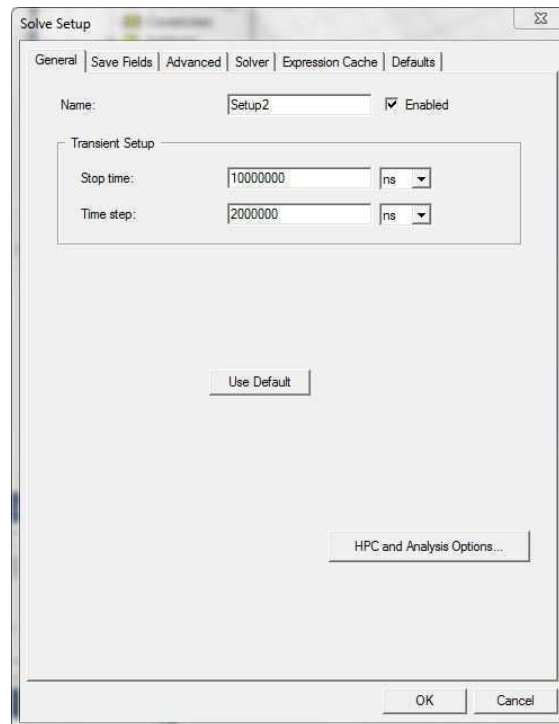 Solve Setup
General Save Fields Advanced Solver Expression Cache Defaults
Name: Setup2 Enabled
Transient Setup
Stop time: 10000000 ns
Time step: 2000000 ns
Use Default
HPC and Analysis Options...
OK Cancel